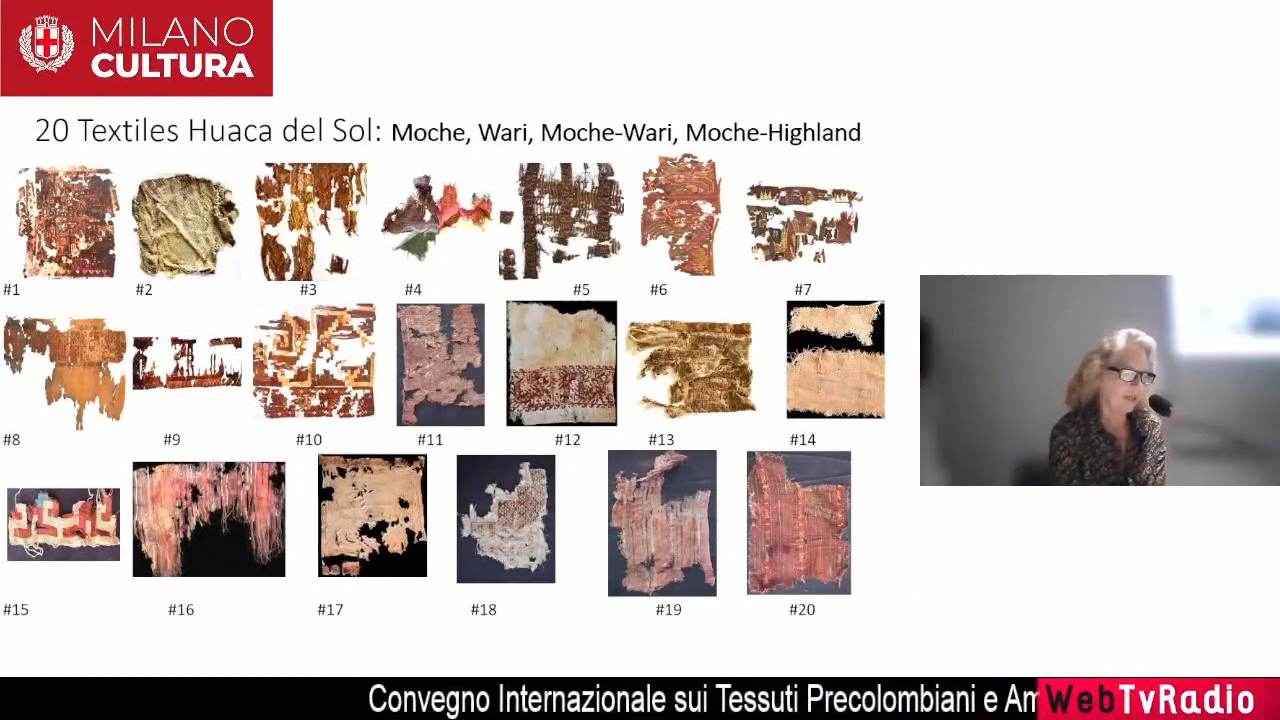 MILANO
CULTURA
20 Textiles Huaca del Sol: Moche, Wari, Moche-Wari, Moche-Highland
#1 #2 #3 #4 #5 #6 #7
#8 #9 #10 #11 #12 #13 #14
#15 #16 #17 #18 #19 #20
Convegno Internazionale sui Tessuti Precolombiani e Am
WebTvRadio